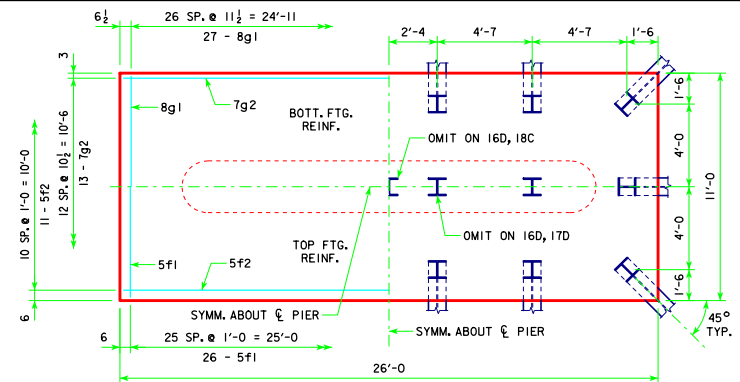 6½ 26 SP. @ 11½ = 24'-11
27 - 8g1
2'-4 4'-7 4'-7 1'-6
3
8g1
7g2
BOTT. FTG.
REINF.
1'-6
OMIT ON 16D, 18C
4'-0
10 SP. @ 1'-0 = 10'-0
11 - 5f2
12 SP. @ 10½ = 10'-6
13 - 7g2
11'-0
OMIT ON 16D, 17D
TOP FTG.
REINF.
4'-0
5f1
5f2
1'-6
6
SYMM. ABOUT ℄ PIER
SYMM. ABOUT ℄ PIER
45°
TYP.
6 25 SP. @ 1'-0 = 25'-0
26 - 5f1
26'-0